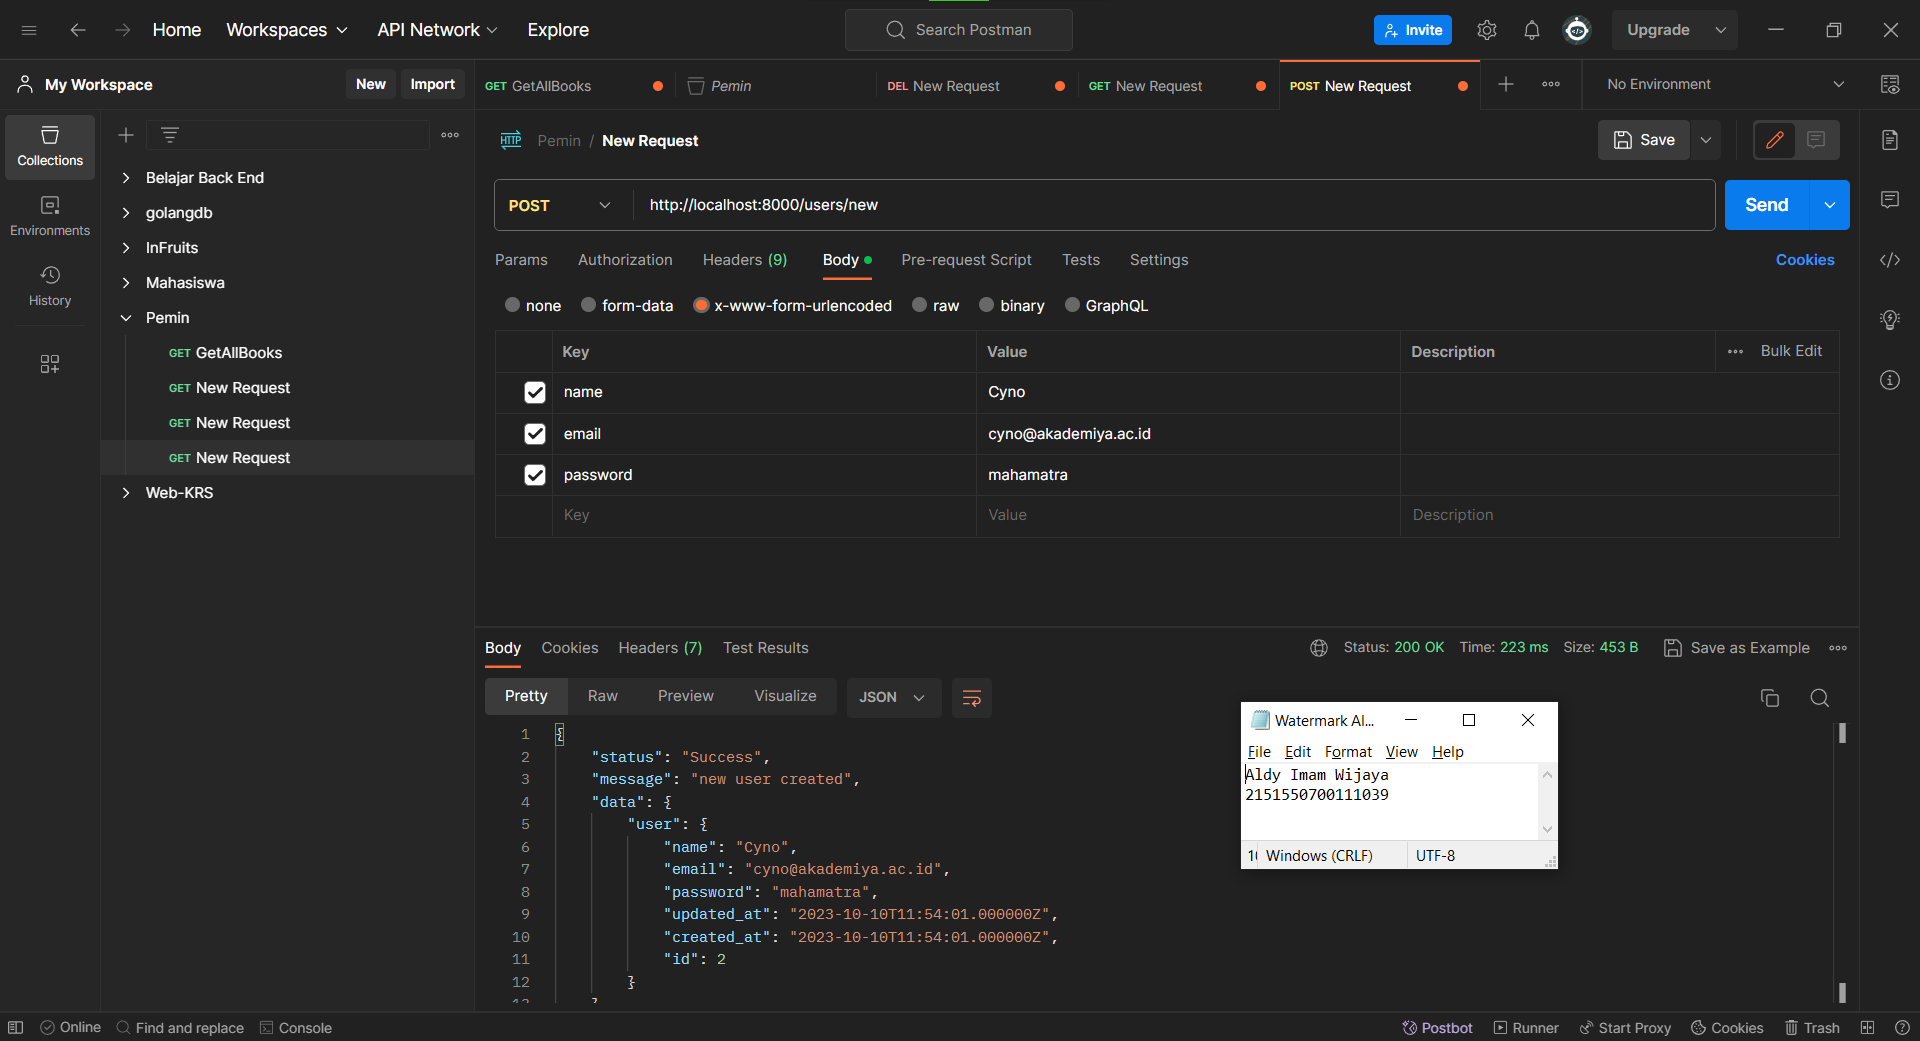 Home
Workspaces
API Network
Explore
Search Postman
Invite
Upgrade
My Workspace
New
Import
GET GetAllBooks
Pemin
DEL New Request
GET New Request
POST New Request
No Environment
Collections
Environments
History
Belajar Back End
golangdb
InFruits
Mahasiswa
Pemin
GET GetAllBooks
GET New Request
GET New Request
GET New Request
Web-KRS
HTTP
Pemin / New Request
Save
POST
http://localhost:8000/users/new
Send
Params
Authorization
Headers (9)
Body
Pre-request Script
Tests
Settings
Cookies
none
form-data
x-www-form-urlencoded
raw
binary
GraphQL
Key Value Description
Bulk Edit
name Cyno
email cyno@akademiya.ac.id
password mahamatra
Key Value Description
Body
Cookies
Headers (7)
Test Results
Status: 200 OK
Time: 223 ms
Size: 453 B
Save as Example
Pretty
Raw
Preview
Visualize
JSON
1 {
2 "status": "Success",
3 "message": "new user created",
4 "data": {
5 "user": {
6 "name": "Cyno",
7 "email": "cyno@akademiya.ac.id",
8 "password": "mahamatra",
9 "updated_at": "2023-10-10T11:54:01.000000Z",
10 "created_at": "2023-10-10T11:54:01.000000Z",
11 "id": 2
12 }
Watermark Al...
File Edit Format View Help
Aldy Imam Wijaya
2151550700111039
Windows (CRLF)
UTF-8
Online
Find and replace
Console
Postbot
Runner
Start Proxy
Cookies
Trash